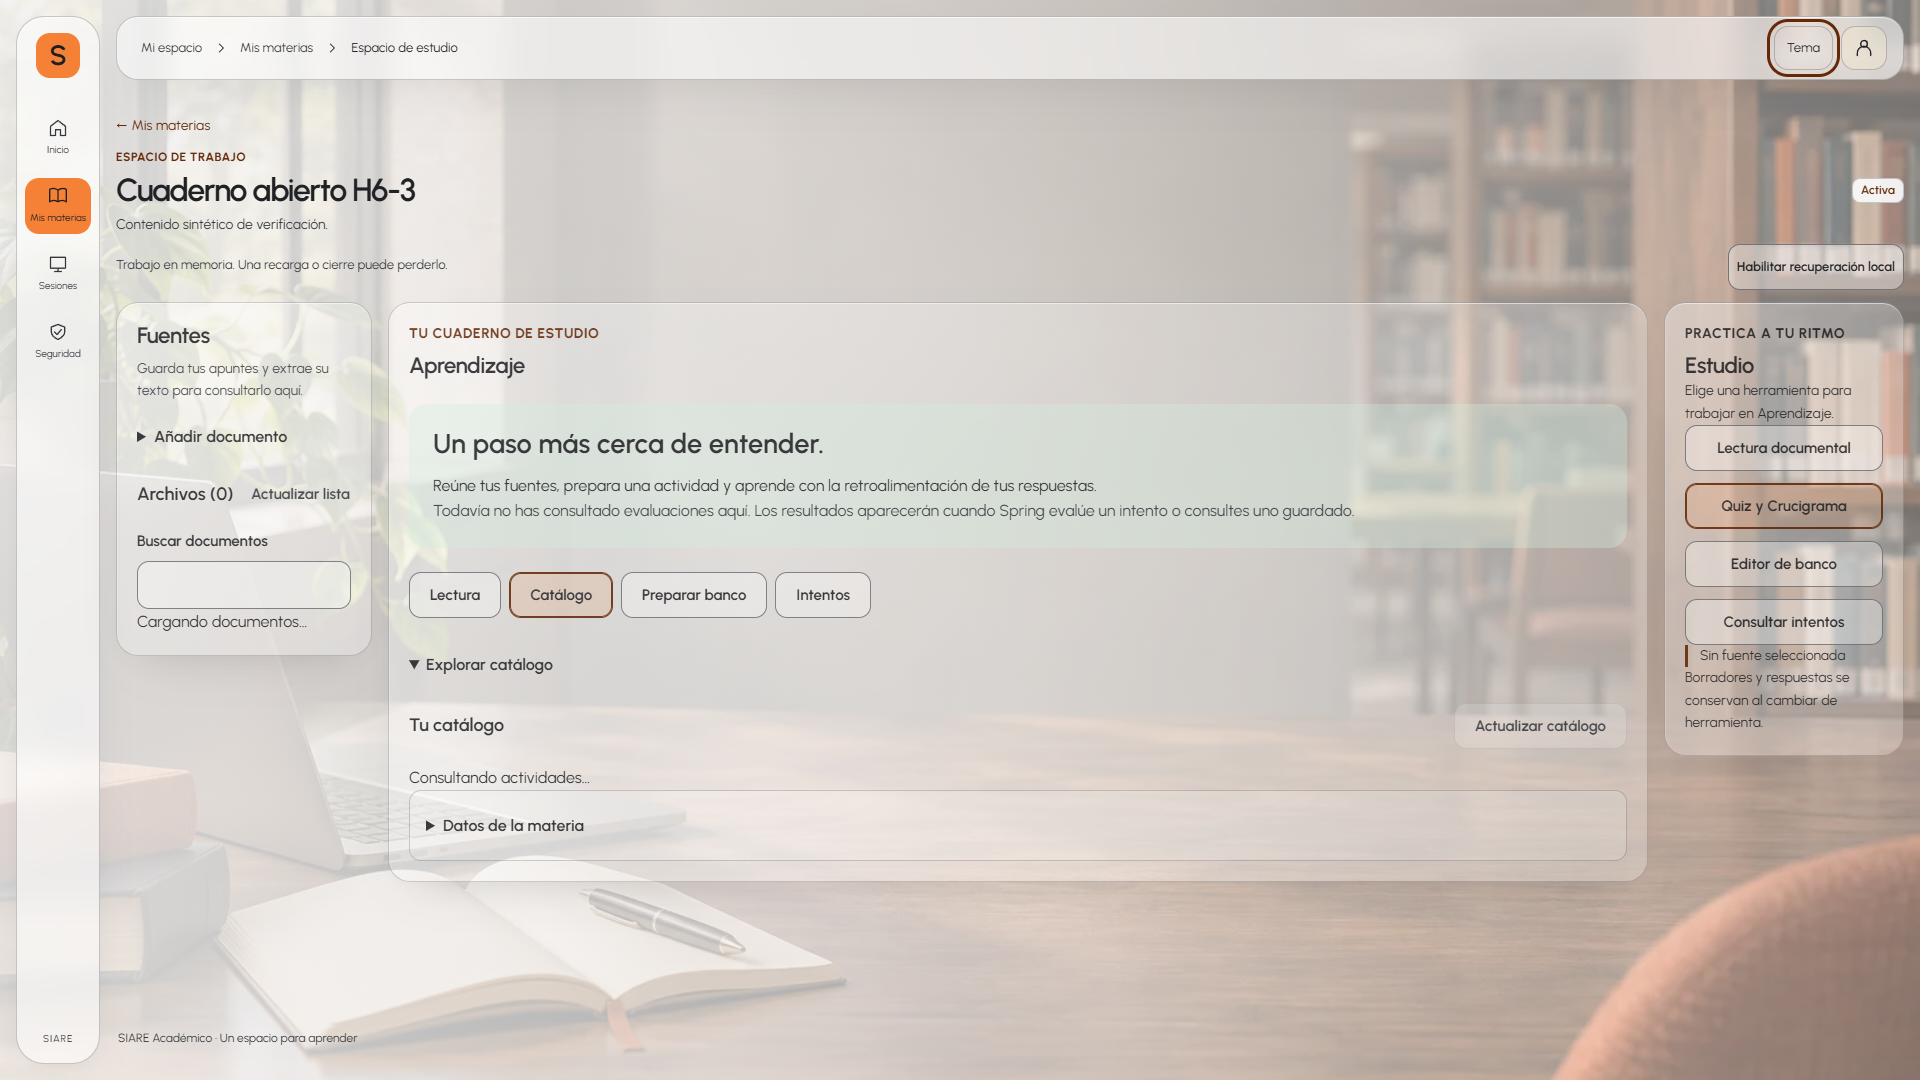 S
Mi espacio
Mis materias
Espacio de estudio
Tema
Inicio
Mis materias
Sesiones
Seguridad
SIARE
← Mis materias
ESPACIO DE TRABAJO
Cuaderno abierto H6-3
Activa
Contenido sintético de verificación.
Trabajo en memoria. Una recarga o cierre puede perderlo.
Habilitar recuperación local
Fuentes
Guarda tus apuntes y extrae su
texto para consultarlo aquí.
Añadir documento
Archivos (0)
Actualizar lista
Buscar documentos
Cargando documentos...
TU CUADERNO DE ESTUDIO
Aprendizaje
Un paso más cerca de entender.
Reúne tus fuentes, prepara una actividad y aprende con la retroalimentación de tus respuestas.
Todavía no has consultado evaluaciones aquí. Los resultados aparecerán cuando Spring evalúe un intento o consultes uno guardado.
Lectura
Catálogo
Preparar banco
Intentos
Explorar catálogo
Tu catálogo
Actualizar catálogo
Consultando actividades...
Datos de la materia
PRACTICA A TU RITMO
Estudio
Elige una herramienta para
trabajar en Aprendizaje.
Lectura documental
Quiz y Crucigrama
Editor de banco
Consultar intentos
Sin fuente seleccionada
Borradores y respuestas se
conservan al cambiar de
herramienta.
SIARE Académico · Un espacio para aprender